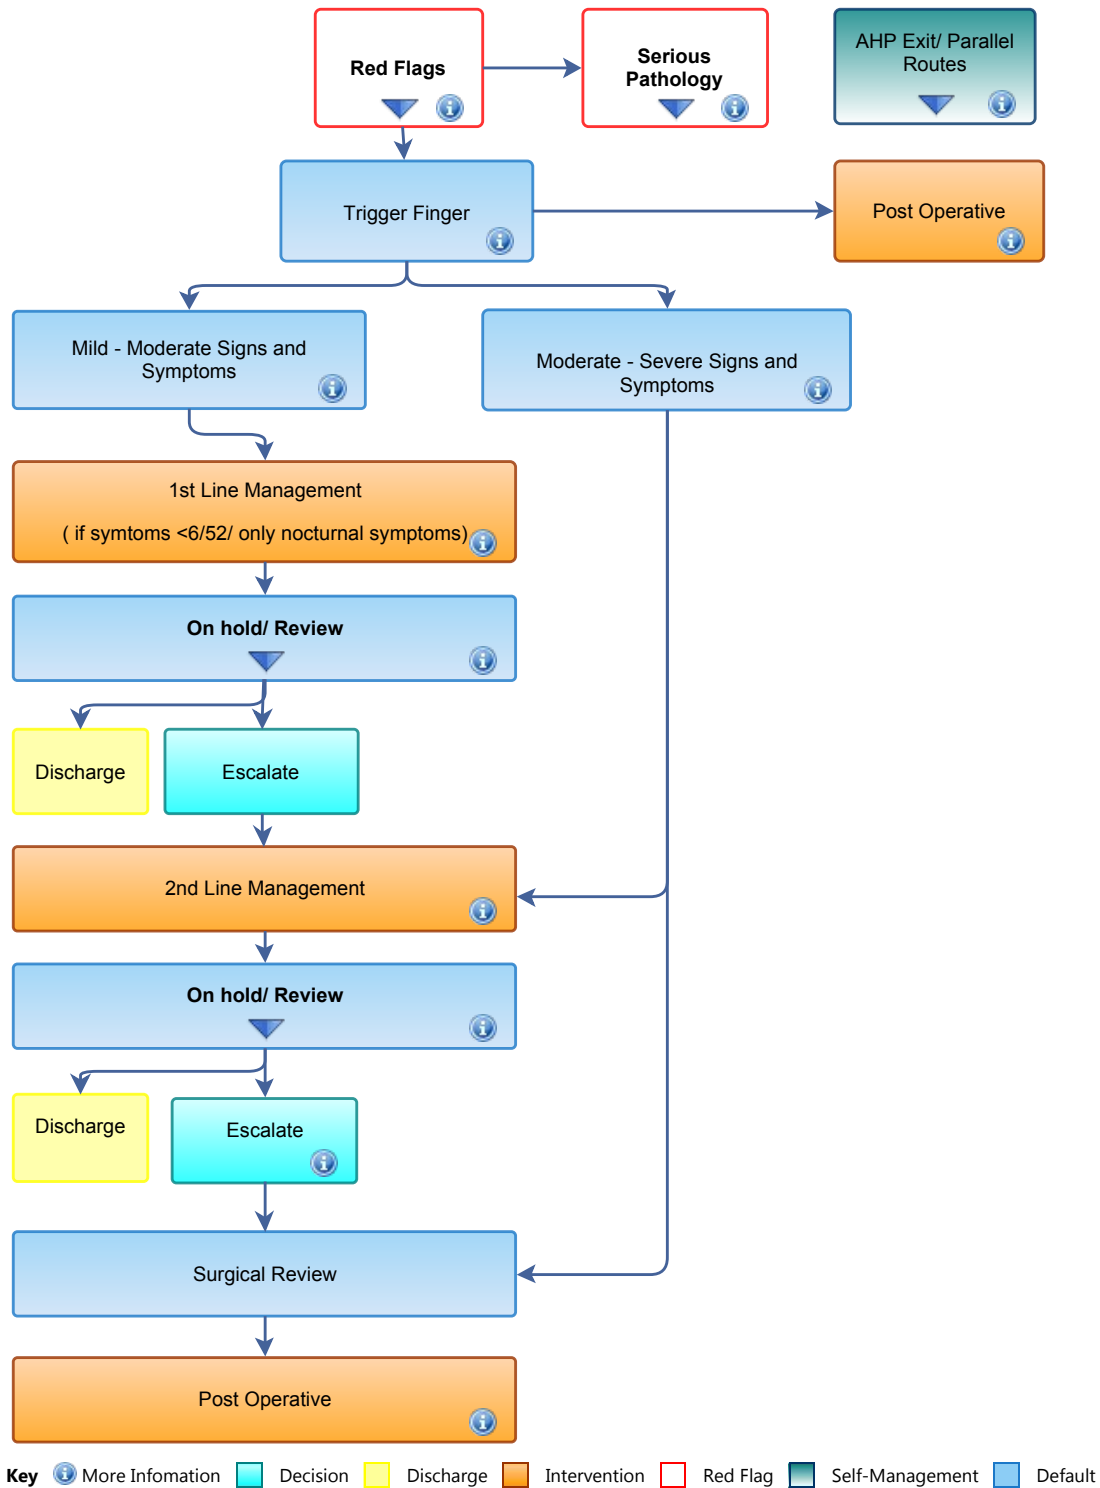 Red Flags
Serious
Pathology
AHP Exit/ Parallel
Routes
Trigger Finger
Post Operative
Mild - Moderate Signs and
Symptoms
Moderate - Severe Signs and
Symptoms
1st Line Management
( if symtoms <6/52/ only nocturnal symptoms)
On hold/ Review
Discharge
Escalate
2nd Line Management
On hold/ Review
Discharge
Escalate
Surgical Review
Post Operative
Key More Infomation Decision Discharge Intervention Red Flag Self-Management Default